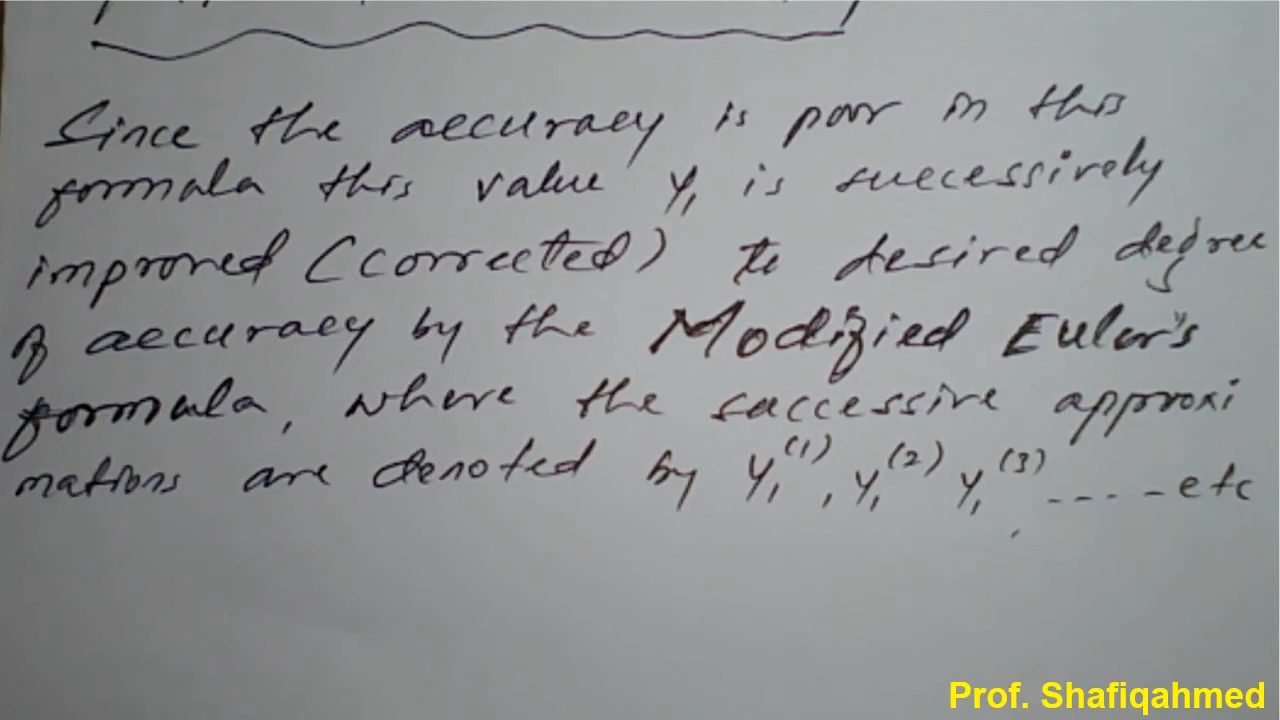 Since the accuracy is poor in this
formula this value y₁ is successively
improved (corrected) to desired degree
of accuracy by the Modified Euler's
formula, where the successive approxi
mations are denoted by y₁⁽¹⁾, y₁⁽²⁾ y₁⁽³⁾, ---- etc
Prof. Shafiqahmed